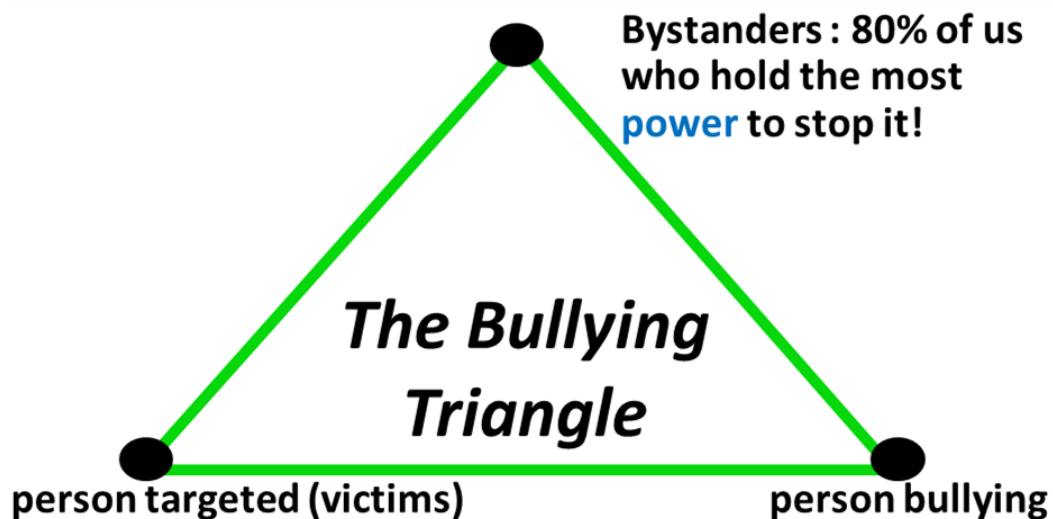 Bystanders : 80% of us
who hold the most
power to stop it!
The Bullying
Triangle
person targeted (victims)
person bullying